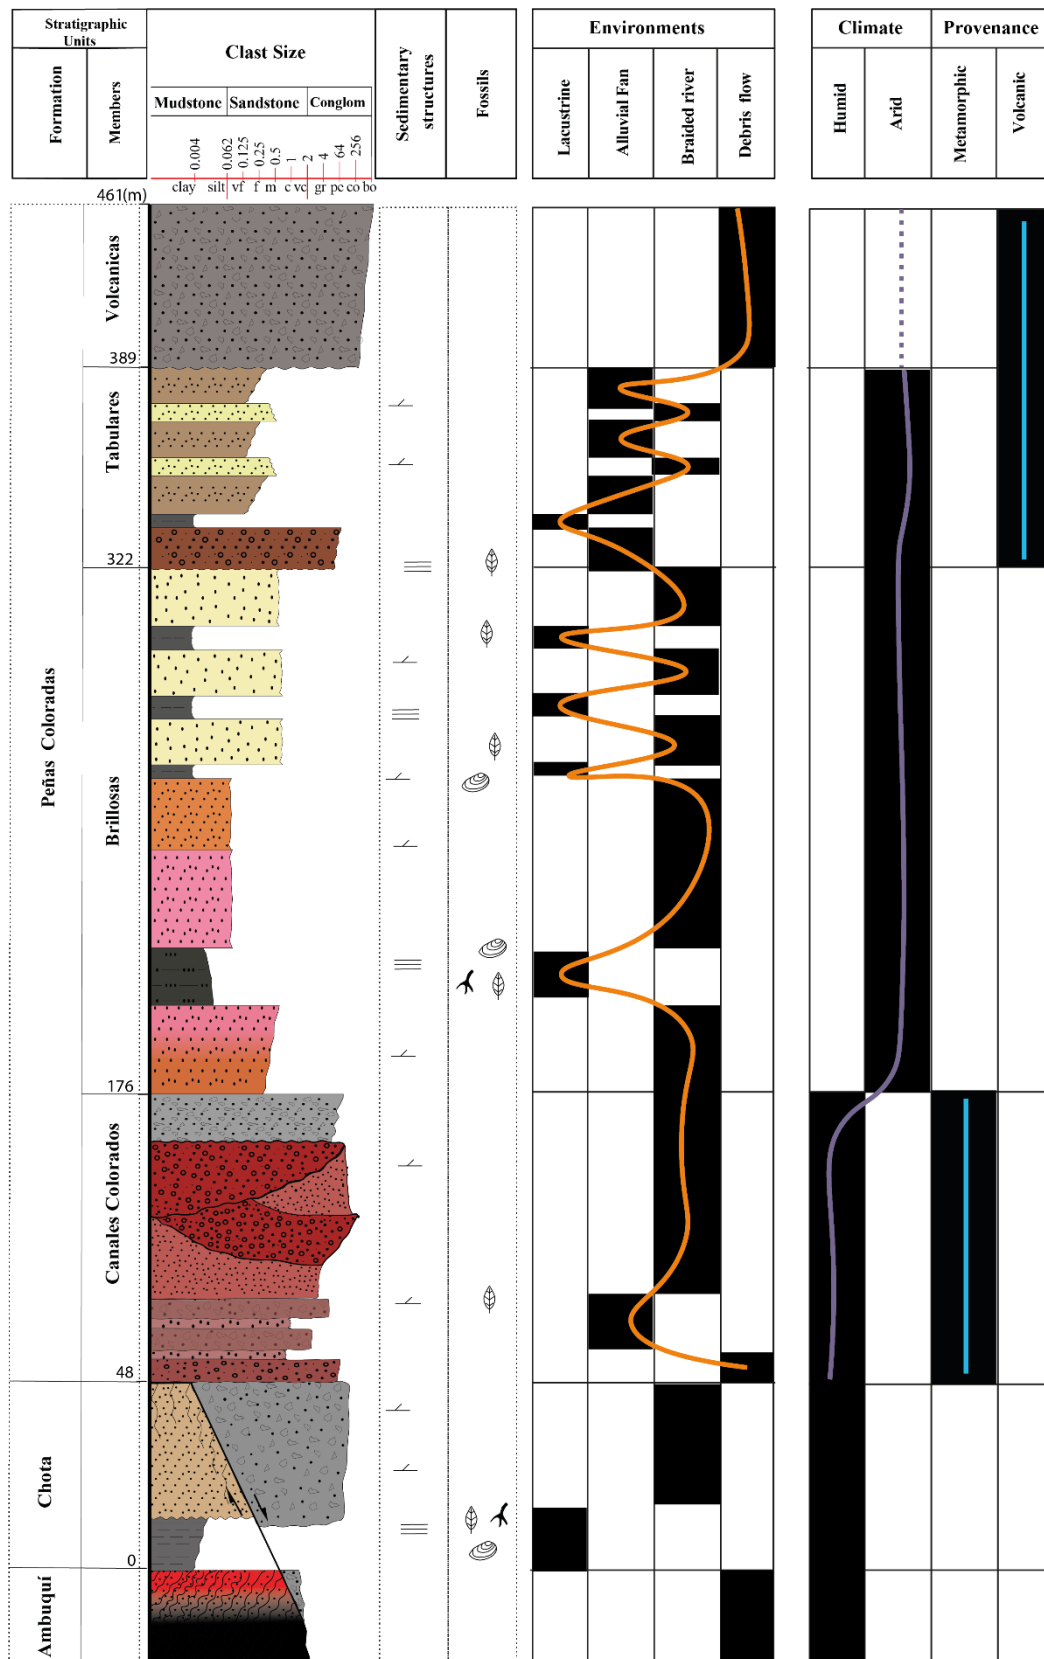 Stratigraphic
Units
Clast Size
Sedimentary
structures
Fossils
Environments
Climate
Provenance
Formation
Members
Mudstone
Sandstone
Conglom
Lacustrine
Alluvial Fan
Braided river
Debris flow
Humid
Arid
Metamorphic
Volcanic
0.004
0.062
0.125
0.25
0.5
1
2
4
64
256
clay silt vf f m c vc gr pc co bo
461(m)
Volcanicas
389
Tabulares
322
Peñas Coloradas
Brillosas
176
Canales Colorados
48
Chota
0
Ambuquí